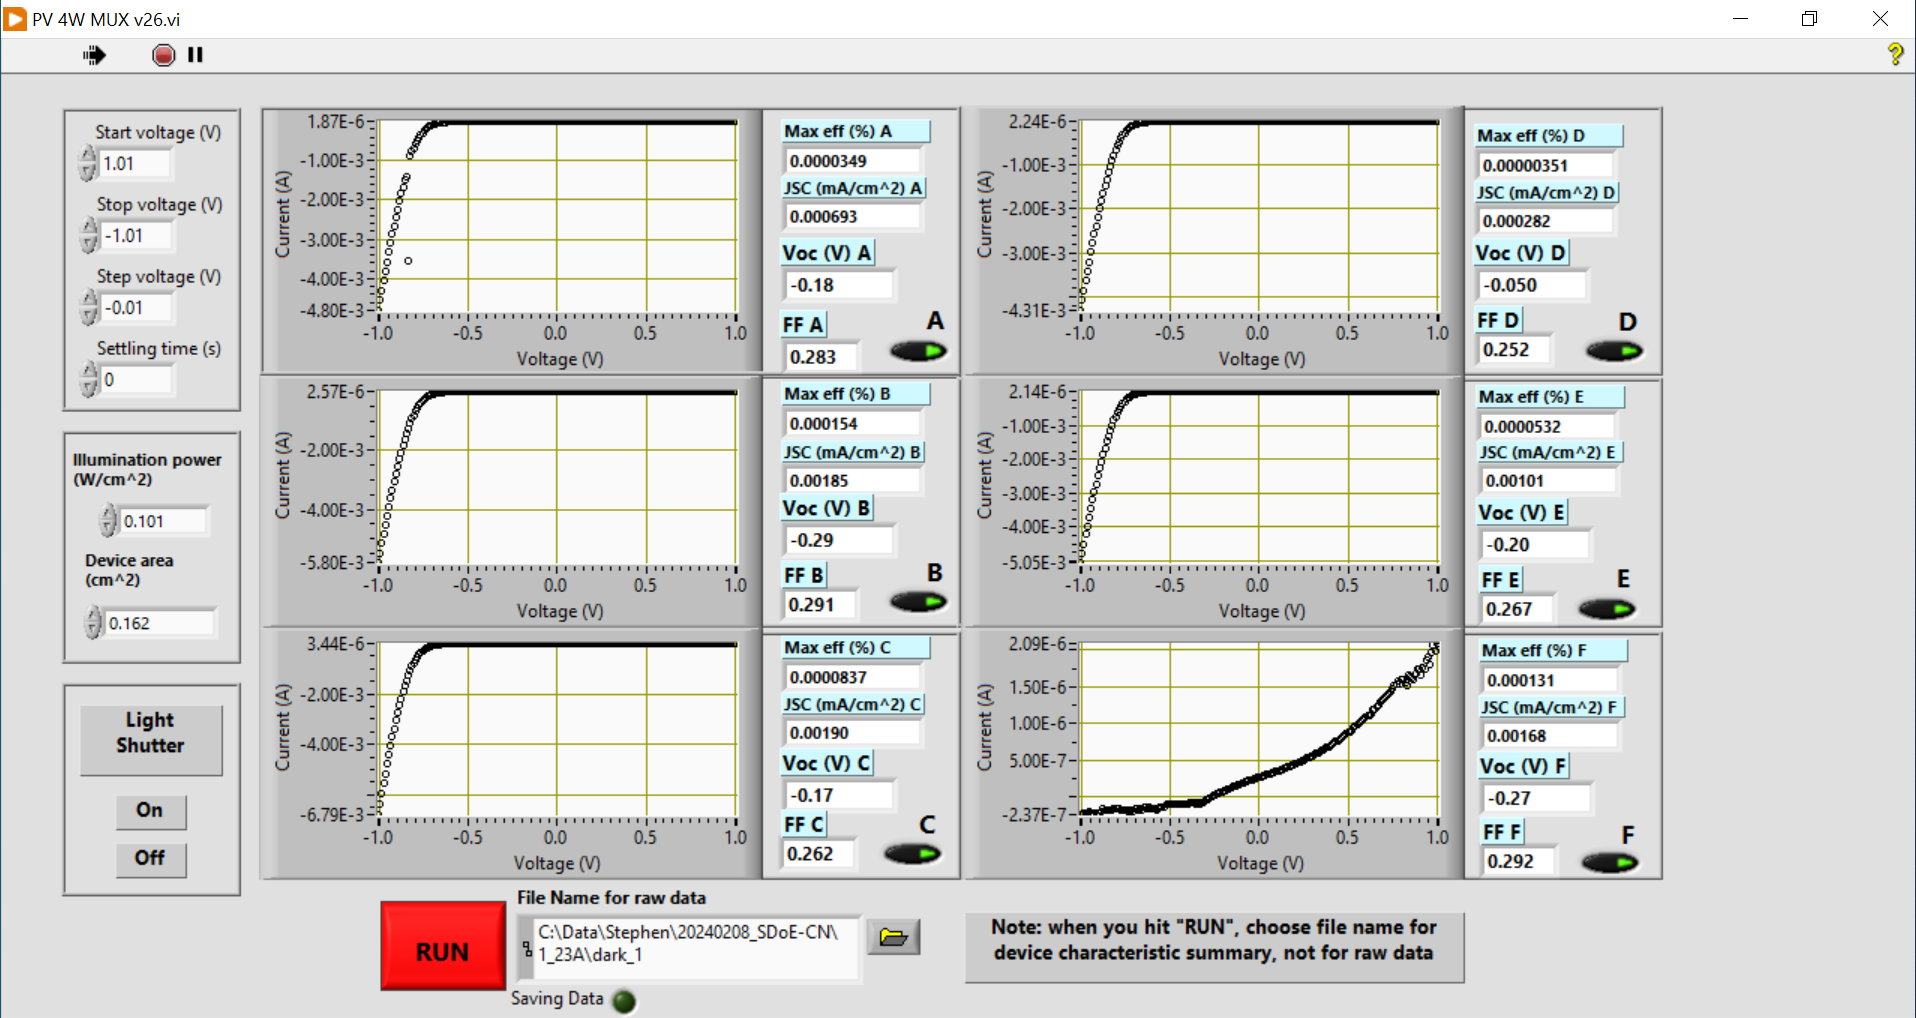 PV 4W MUX v26.vi
Start voltage (V)
1.01
Stop voltage (V)
-1.01
Step voltage (V)
-0.01
Settling time (s)
0
Illumination power
(W/cm^2)
0.101
Device area
(cm^2)
0.162
Light
Shutter
On
Off
1.87E-6
-1.00E-3
-2.00E-3
-3.00E-3
-4.00E-3
-4.80E-3
Current (A)
-1.0 -0.5 0.0 0.5 1.0
Voltage (V)
Max eff (%) A
0.0000349
JSC (mA/cm^2) A
0.000693
Voc (V) A
-0.18
FF A
0.283
A
2.24E-6
-1.00E-3
-2.00E-3
-3.00E-3
-4.31E-3
Current (A)
-1.0 -0.5 0.0 0.5 1.0
Voltage (V)
Max eff (%) D
0.00000351
JSC (mA/cm^2) D
0.000282
Voc (V) D
-0.050
FF D
0.252
D
2.57E-6
-2.00E-3
-4.00E-3
-5.80E-3
Current (A)
-1.0 -0.5 0.0 0.5 1.0
Voltage (V)
Max eff (%) B
0.000154
JSC (mA/cm^2) B
0.00185
Voc (V) B
-0.29
FF B
0.291
B
2.14E-6
-1.00E-3
-2.00E-3
-3.00E-3
-4.00E-3
-5.05E-3
Current (A)
-1.0 -0.5 0.0 0.5 1.0
Voltage (V)
Max eff (%) E
0.0000532
JSC (mA/cm^2) E
0.00101
Voc (V) E
-0.20
FF E
0.267
E
3.44E-6
-2.00E-3
-4.00E-3
-6.79E-3
Current (A)
-1.0 -0.5 0.0 0.5 1.0
Voltage (V)
Max eff (%) C
0.0000837
JSC (mA/cm^2) C
0.00190
Voc (V) C
-0.17
FF C
0.262
C
2.09E-6
1.50E-6
1.00E-6
5.00E-7
-2.37E-7
Current (A)
-1.0 -0.5 0.0 0.5 1.0
Voltage (V)
Max eff (%) F
0.000131
JSC (mA/cm^2) F
0.00168
Voc (V) F
-0.27
FF F
0.292
F
RUN
File Name for raw data
C:\Data\Stephen\20240208_SDoE-CN\
1_23A\dark_1
Saving Data
Note: when you hit "RUN", choose file name for
device characteristic summary, not for raw data